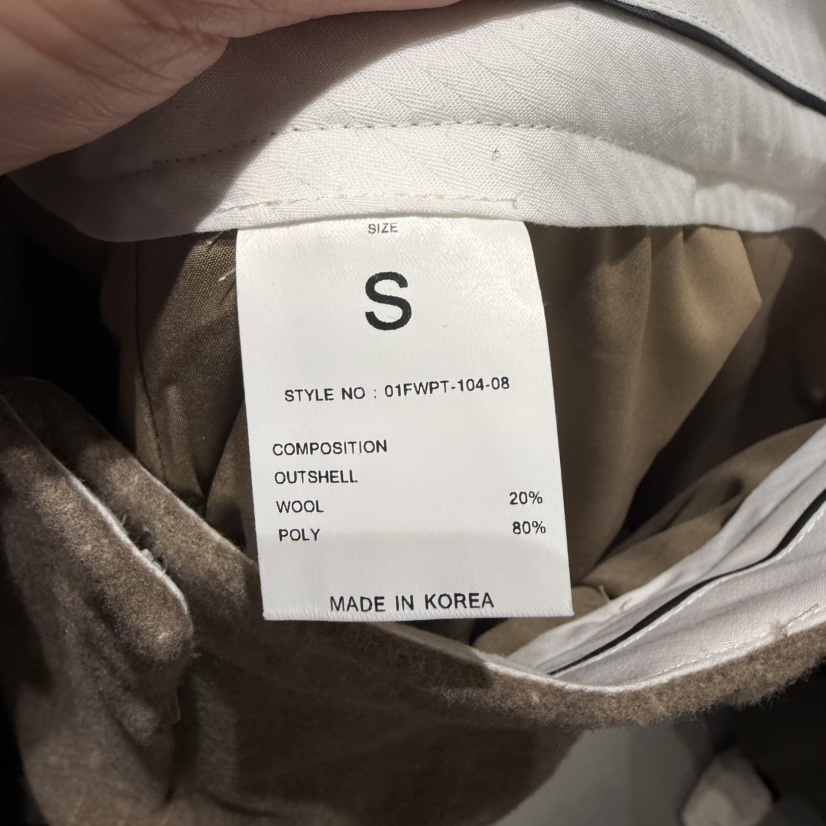 SIZE
S
STYLE NO : 01FWPT-104-08
COMPOSITION
OUTSHELL
WOOL 20%
POLY 80%
MADE IN KOREA